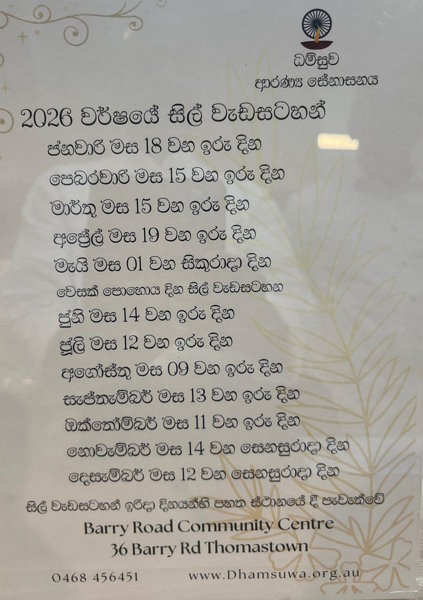 ධම්සුව
ආරණ්‍ය සේනාසනය
2026 වර්ෂයේ සිල් වැඩසටහන්
ජනවාරි මස 18 වන ඉරු දින
පෙබරවාරි මස 15 වන ඉරු දින
මාර්තු මස 15 වන ඉරු දින
අප්‍රේල් මස 19 වන ඉරු දින
මැයි මස 01 වන සිකුරාදා දින
වෙසක් පොහොය දින සිල් වැඩසටහන
ජුනි මස 14 වන ඉරු දින
ජූලි මස 12 වන ඉරු දින
අගෝස්තු මස 09 වන ඉරු දින
සැප්තැම්බර් මස 13 වන ඉරු දින
ඔක්තෝම්බර් මස 11 වන ඉරු දින
නොවැම්බර් මස 14 වන සෙනසුරාදා දින
දෙසැම්බර් මස 12 වන සෙනසුරාදා දින
සිල් වැඩසටහන් ඉරිදා දිනයන්හි පහත ස්ථානයේ දී පැවැත්වේ
Barry Road Community Centre
36 Barry Rd Thomastown
0468 456451 www.Dhamsuwa.org.au